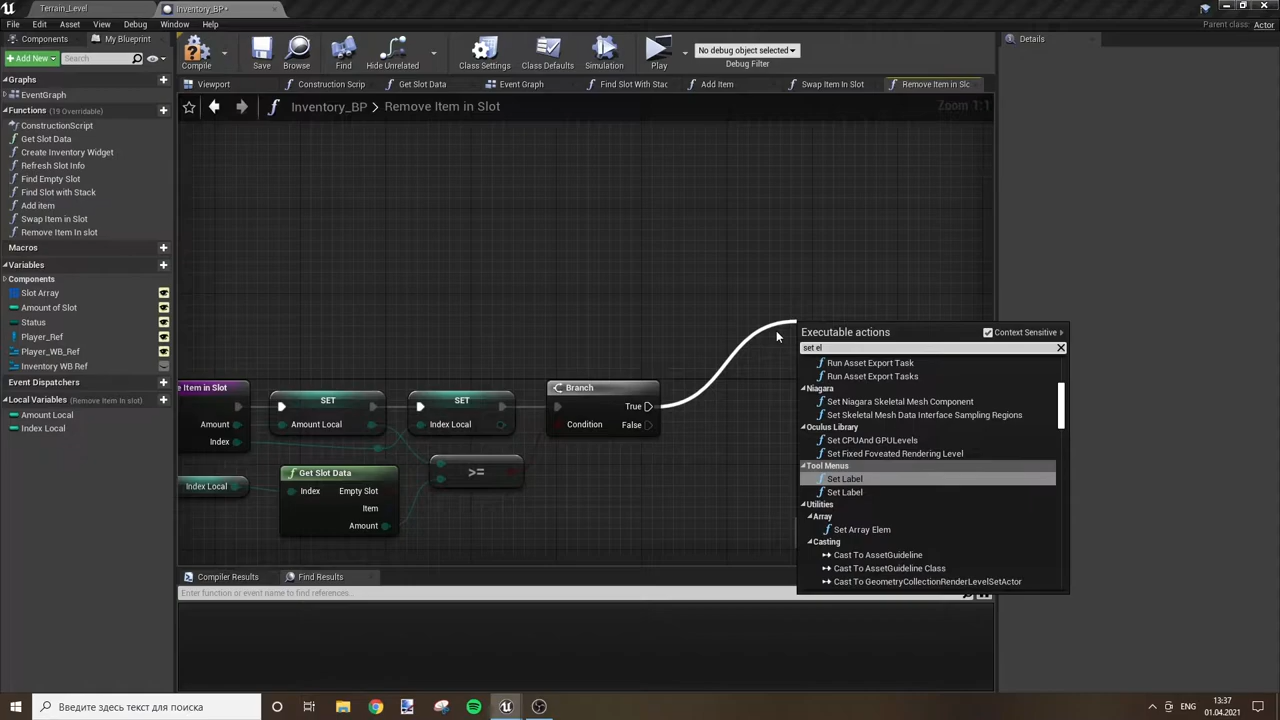 Terrain_Level
Inventory_BP*
File
Edit
Asset
View
Debug
Window
Help
Parent class: Actor
Components
My Blueprint
Details
+ Add New
Search
Compile
Save
Browse
Find
Hide Unrelated
Class Settings
Class Defaults
Simulation
Play
No debug object selected
Debug Filter
Graphs
EventGraph
Functions (19 Overridable)
ConstructionScript
Get Slot Data
Create Inventory Widget
Refresh Slot Info
Find Empty Slot
Find Slot with Stack
Add item
Swap Item in Slot
Remove Item In slot
Macros
Variables
Components
Slot Array
Amount of Slot
Status
Player_Ref
Player_WB_Ref
Inventory WB Ref
Event Dispatchers
Local Variables (Remove Item In slot)
Amount Local
Index Local
Viewport
Construction Scrip
Get Slot Data
Event Graph
Find Slot With Stac
Add Item
Swap Item In Slot
Remove Item in Slc
Inventory_BP > Remove Item in Slot
Zoom 1:1
Item in Slot
Amount
Index
SET
Amount Local
SET
Index Local
Branch
True
Condition
False
>=
Index Local
Get Slot Data
Index
Empty Slot
Item
Amount
Executable actions
Context Sensitive
set el
Run Asset Export Task
Run Asset Export Tasks
Niagara
Set Niagara Skeletal Mesh Component
Set Skeletal Mesh Data Interface Sampling Regions
Oculus Library
Set CPUAnd GPULevels
Set Fixed Foveated Rendering Level
Tool Menus
Set Label
Set Label
Utilities
Array
Set Array Elem
Casting
Cast To AssetGuideline
Cast To AssetGuideline Class
Cast To GeometryCollectionRenderLevelSetActor
Compiler Results
Find Results
Enter function or event name to find references...
Введите здесь текст для поиска
ENG
13:37
01.04.2021